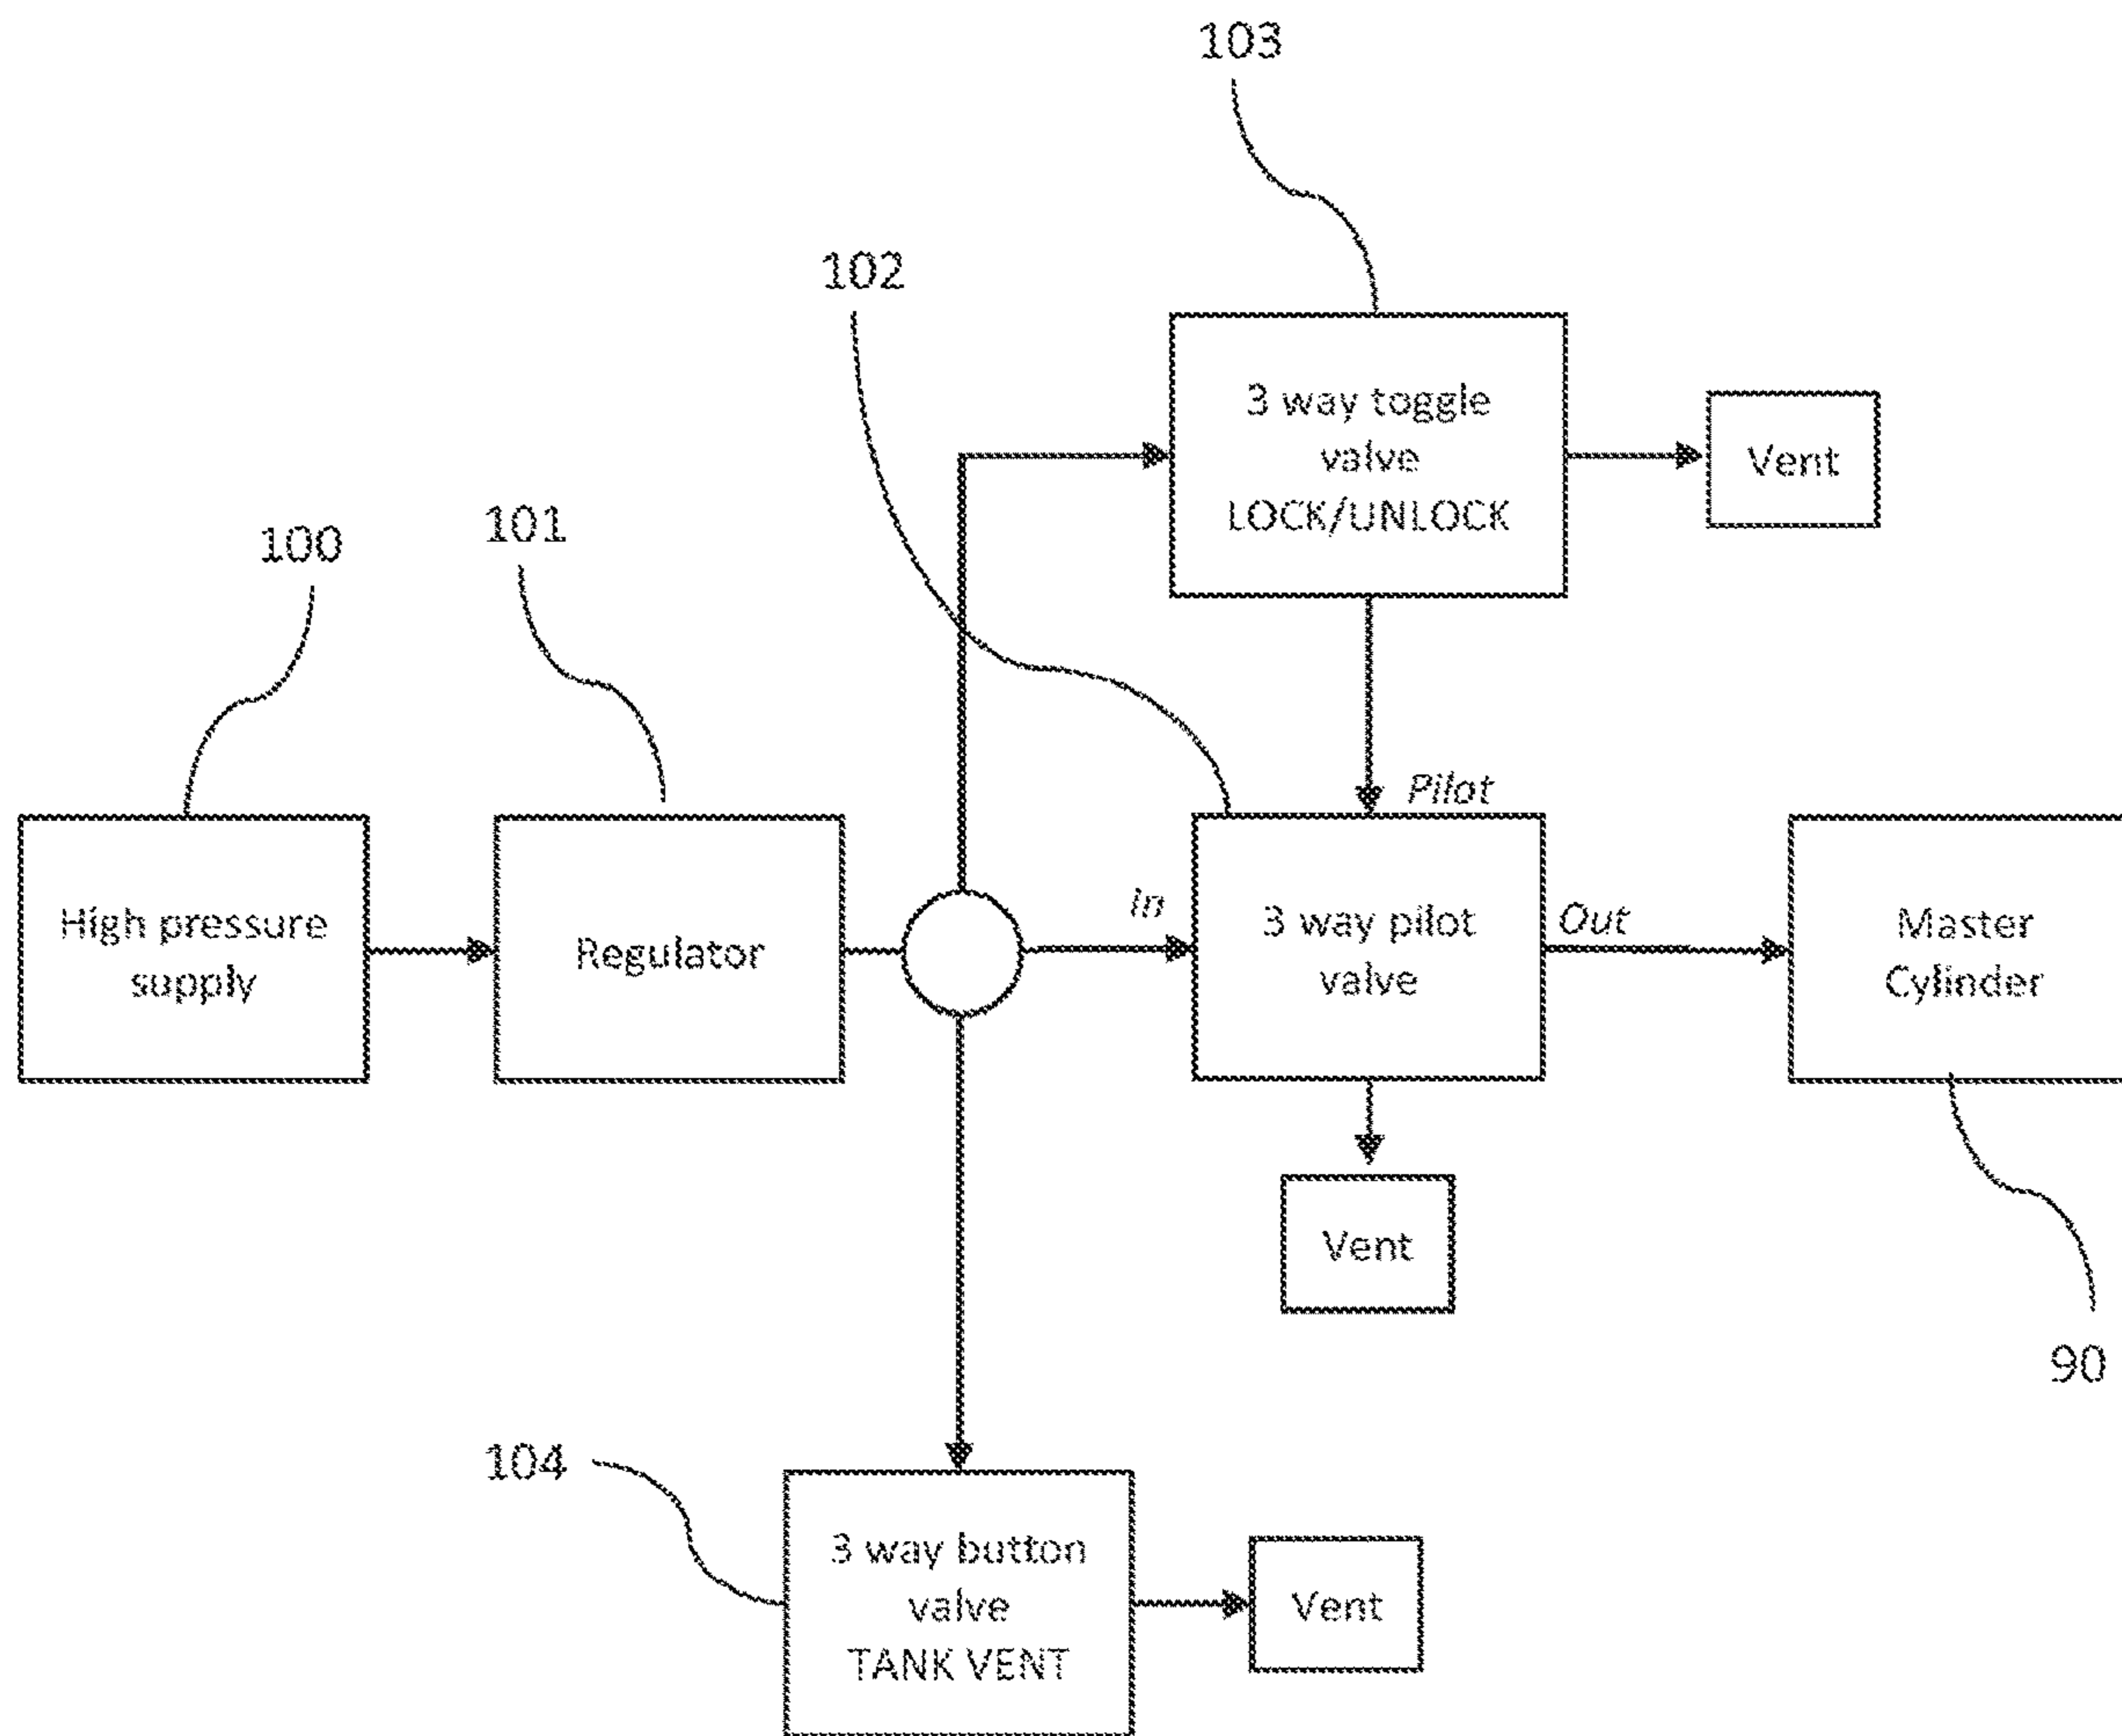 103
102
3 way toggle
valve
LOCK/UNLOCK
Vent
100
101
Pilot
High pressure
supply
Regulator
In
3 way pilot
valve
Out
Master
Cylinder
Vent
90
104
3 way button
valve
TANK VENT
Vent